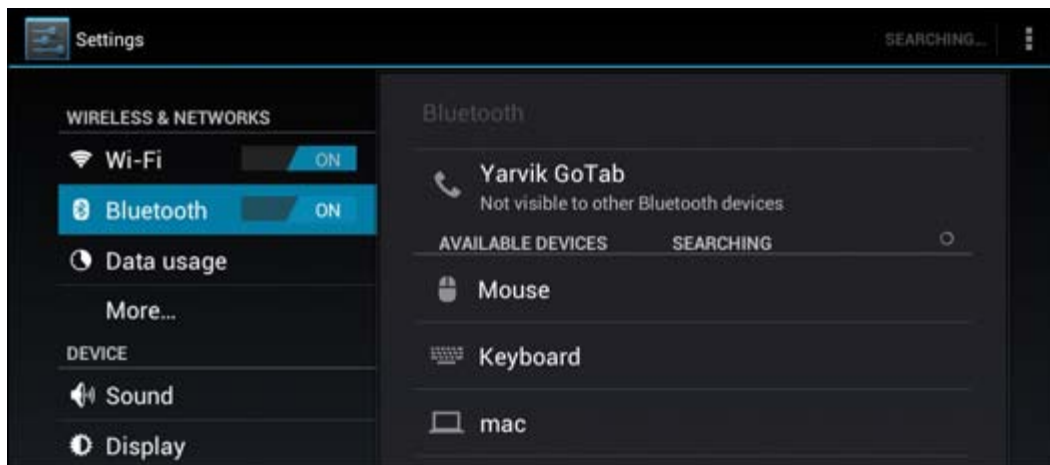 Settings
SEARCHING...
WIRELESS & NETWORKS
Wi-Fi ON
Bluetooth ON
Data usage
More...
DEVICE
Sound
Display
Bluetooth
Yarvik GoTab
Not visible to other Bluetooth devices
AVAILABLE DEVICES SEARCHING
Mouse
Keyboard
mac